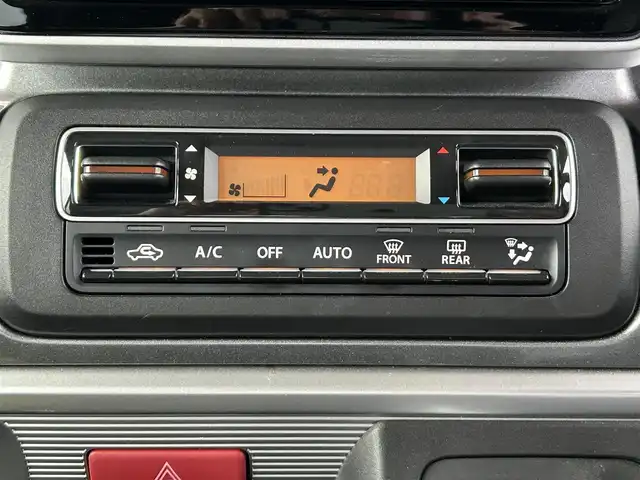 A/C OFF AUTO FRONT REAR